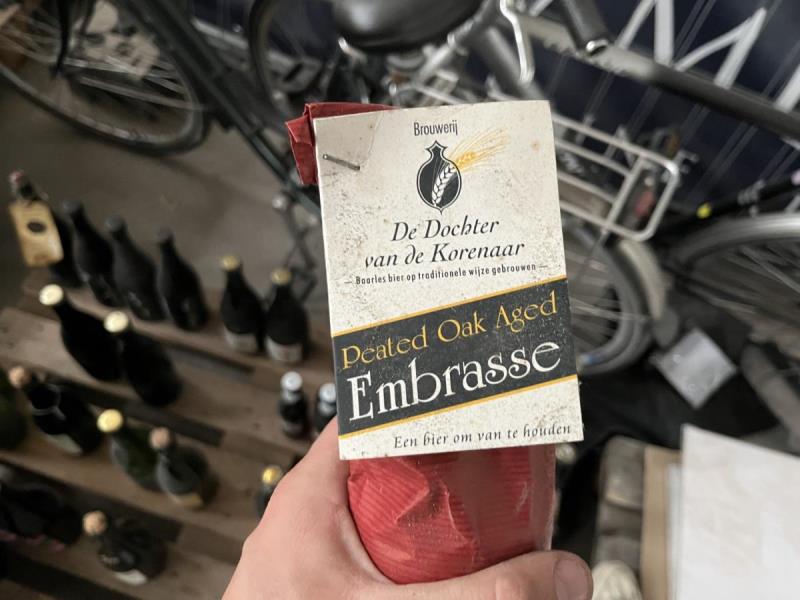 Brouwerij
De Dochter
van de Korenaar
Baarles bier op traditionele wijze gebrouwen
Peated Oak Aged
Embrasse
Een bier om van te houden